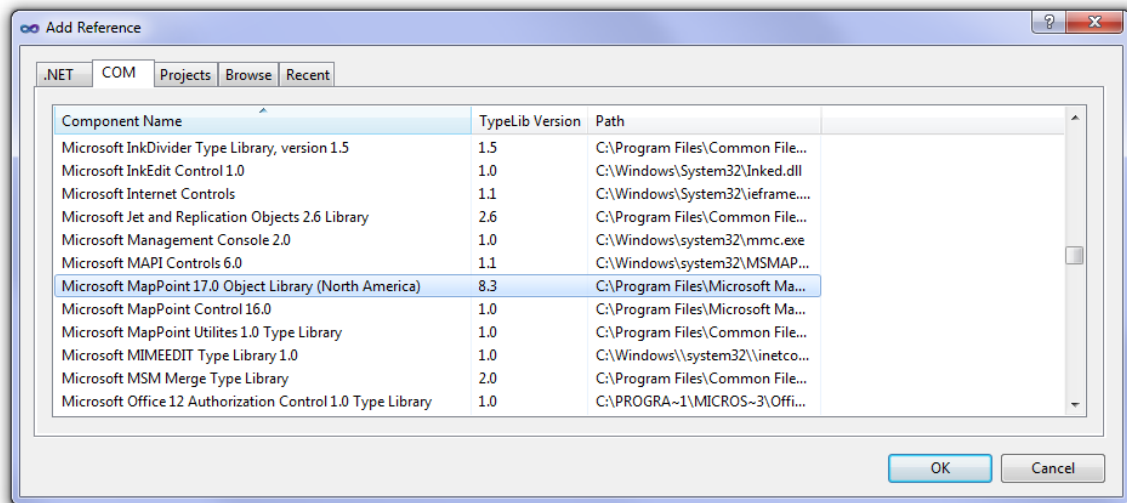 Add Reference
.NET COM Projects Browse Recent
Component Name TypeLib Version Path
Microsoft InkDivider Type Library, version 1.5 1.5 C:\Program Files\Common File...
Microsoft InkEdit Control 1.0 1.0 C:\Windows\System32\Inked.dll
Microsoft Internet Controls 1.1 C:\Windows\System32\ieframe....
Microsoft Jet and Replication Objects 2.6 Library 2.6 C:\Program Files\Common File...
Microsoft Management Console 2.0 1.0 C:\Windows\system32\mmc.exe
Microsoft MAPI Controls 6.0 1.1 C:\Windows\system32\MSMAP...
Microsoft MapPoint 17.0 Object Library (North America) 8.3 C:\Program Files\Microsoft Ma...
Microsoft MapPoint Control 16.0 1.0 C:\Program Files\Microsoft Ma...
Microsoft MapPoint Utilites 1.0 Type Library 1.0 C:\Program Files\Common File...
Microsoft MIMEEDIT Type Library 1.0 1.0 C:\Windows\\system32\\inetco...
Microsoft MSM Merge Type Library 2.0 C:\Program Files\Common File...
Microsoft Office 12 Authorization Control 1.0 Type Library 1.0 C:\PROGRA~1\MICROS~3\Offi...
OK Cancel